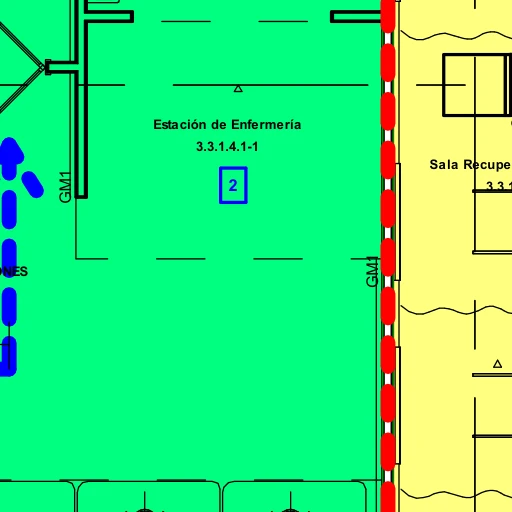 Estación de Enfermería
3.3.1.4.1-1
2
GM1
GM1
Sala Recupe
3.3.1
ONES